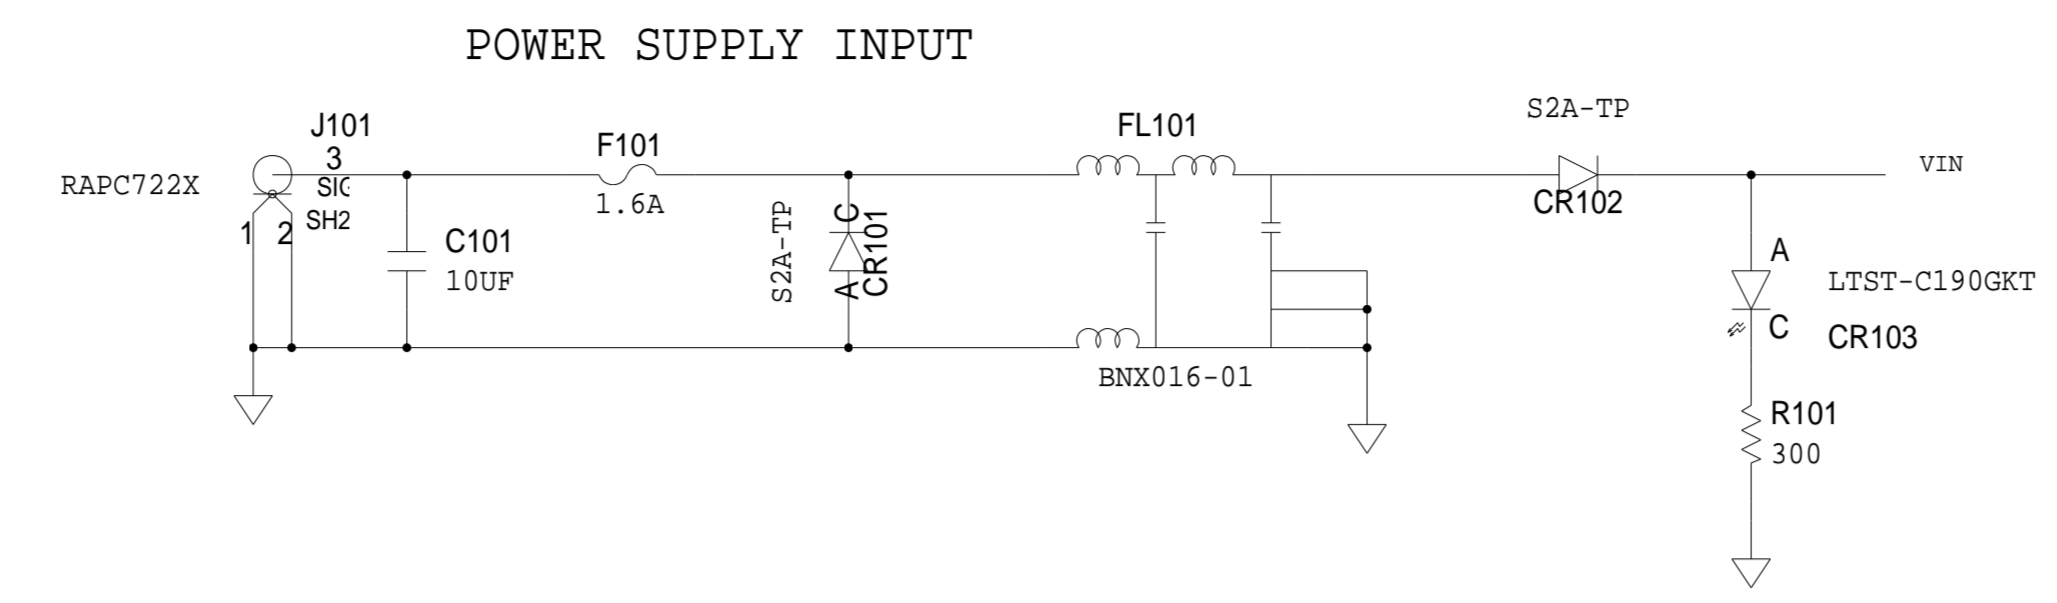 POWER SUPPLY INPUT
S2A-TP
J101
FL101
F101
3
RAPC722X
SIG
VIN
1.6A
CR102
SH2
1
2
C101
10UF
S2A-TP
C
A
CR101
A
C
LTST-C190GKT
CR103
BNX016-01
R101
300